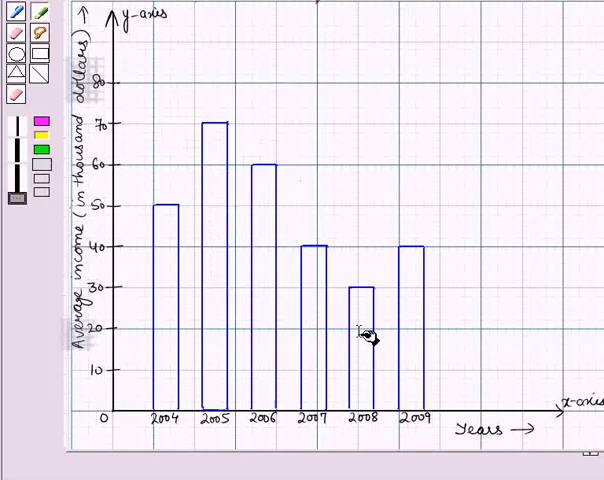 y-axis
Average income (in thousand dollars) →
80
70
60
50
40
30
20
10
0
2004 2005 2006 2007 2008 2009
x-axis
Years →